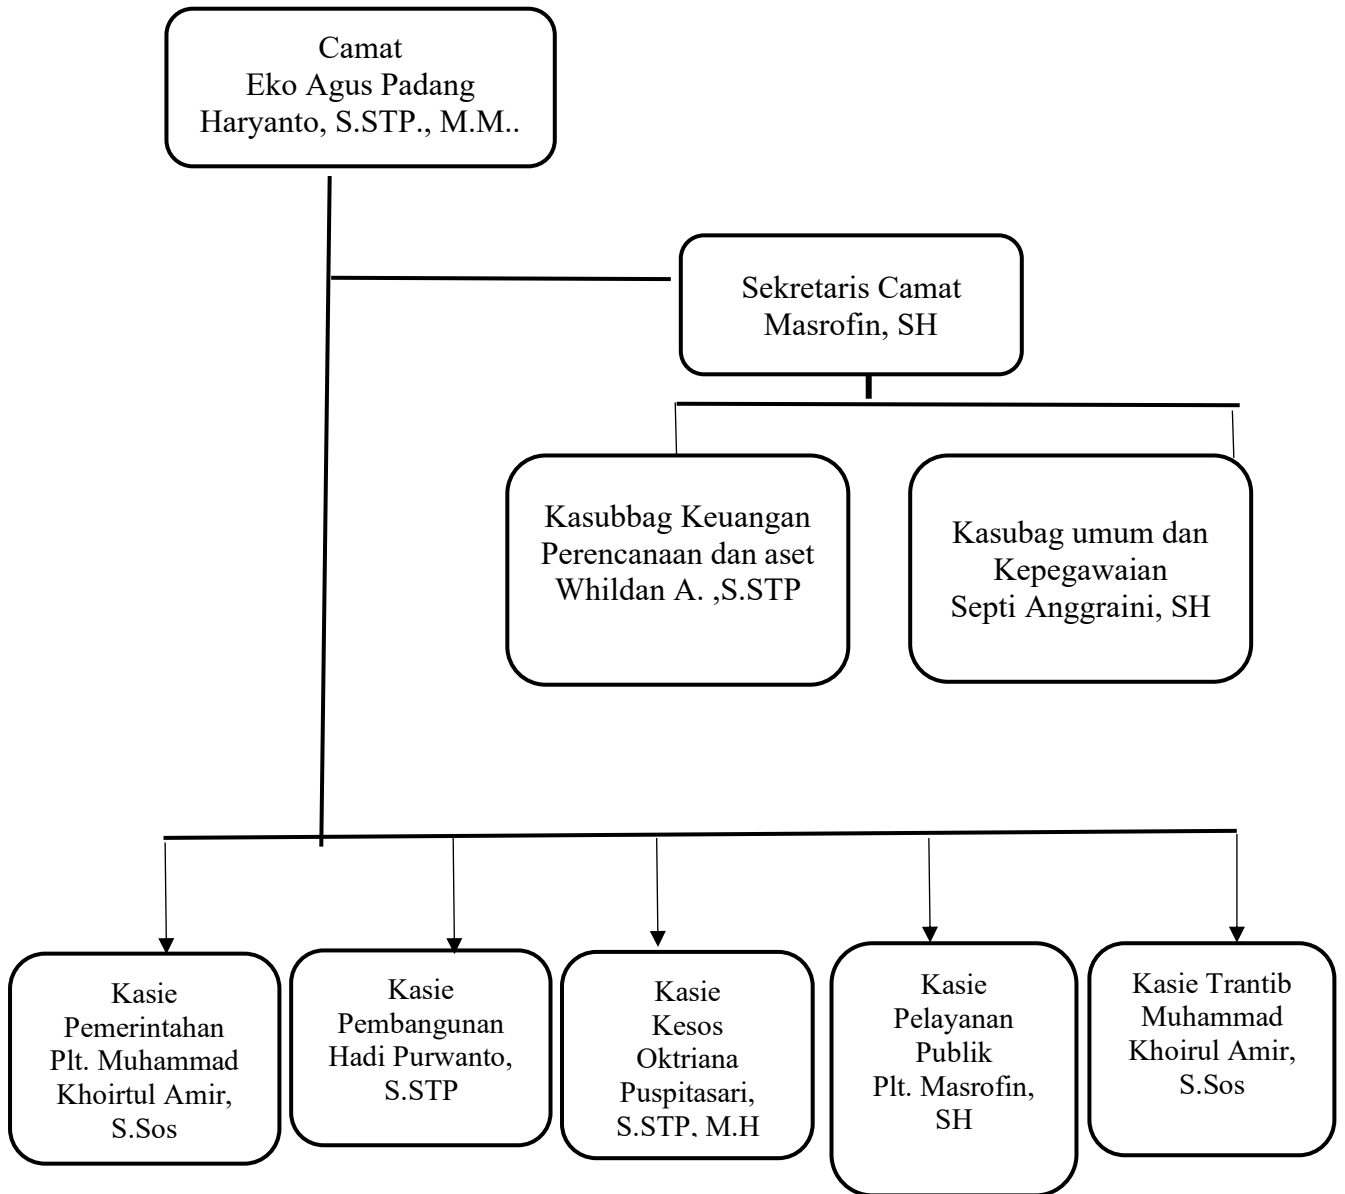 Camat
Eko Agus Padang
Haryanto, S.STP., M.M..
Sekretaris Camat
Masrofin, SH
Kasubbag Keuangan
Perencanaan dan aset
Whildan A. ,S.STP
Kasubag umum dan
Kepegawaian
Septi Anggraini, SH
Kasie
Pemerintahan
Plt. Muhammad
Khoirtul Amir,
S.Sos
Kasie
Pembangunan
Hadi Purwanto,
S.STP
Kasie
Kesos
Oktriana
Puspitasari,
S.STP, M.H
Kasie
Pelayanan
Publik
Plt. Masrofin,
SH
Kasie Trantib
Muhammad
Khoirul Amir,
S.Sos